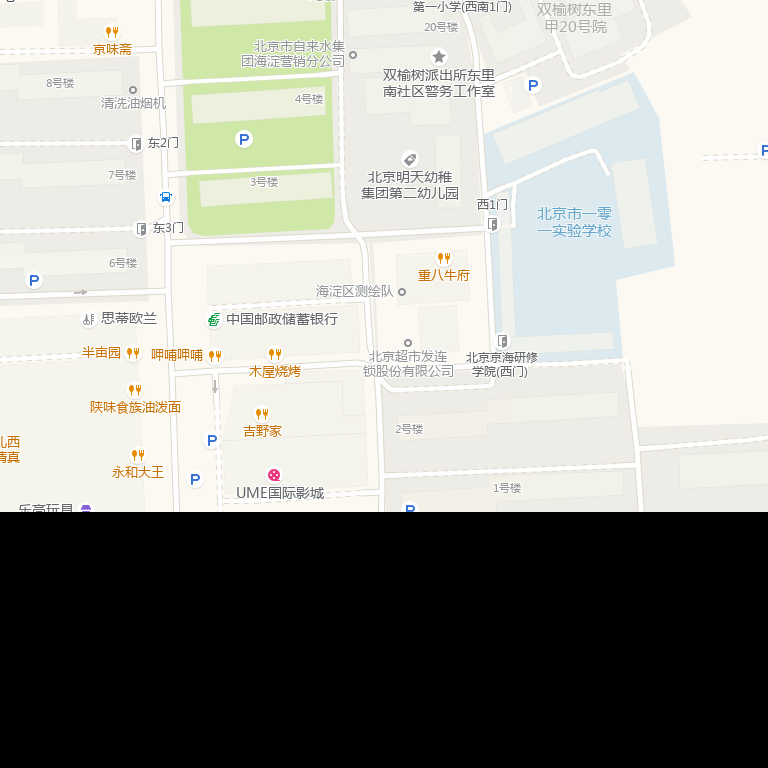 第一小学(西南1门)
双榆树东里
甲20号院
20号楼
京味斋
北京市自来水集
团海淀营销分公司
双榆树派出所东里
南社区警务工作室
8号楼
清洗油烟机
4号楼
P
P
P
东2门
7号楼
3号楼
北京明天幼稚
集团第二幼儿园
西1门
北京市一零
一实验学校
东3门
6号楼
重八牛府
P
海淀区测绘队
思蒂欧兰
中国邮政储蓄银行
半亩园
呷哺呷哺
木屋烧烤
北京超市发连
锁股份有限公司
北京京海研修
学院(西门)
陕味食族油泼面
吉野家
2号楼
P
西
清真
永和大王
P
UME国际影城
1号楼
乐高玩具
P